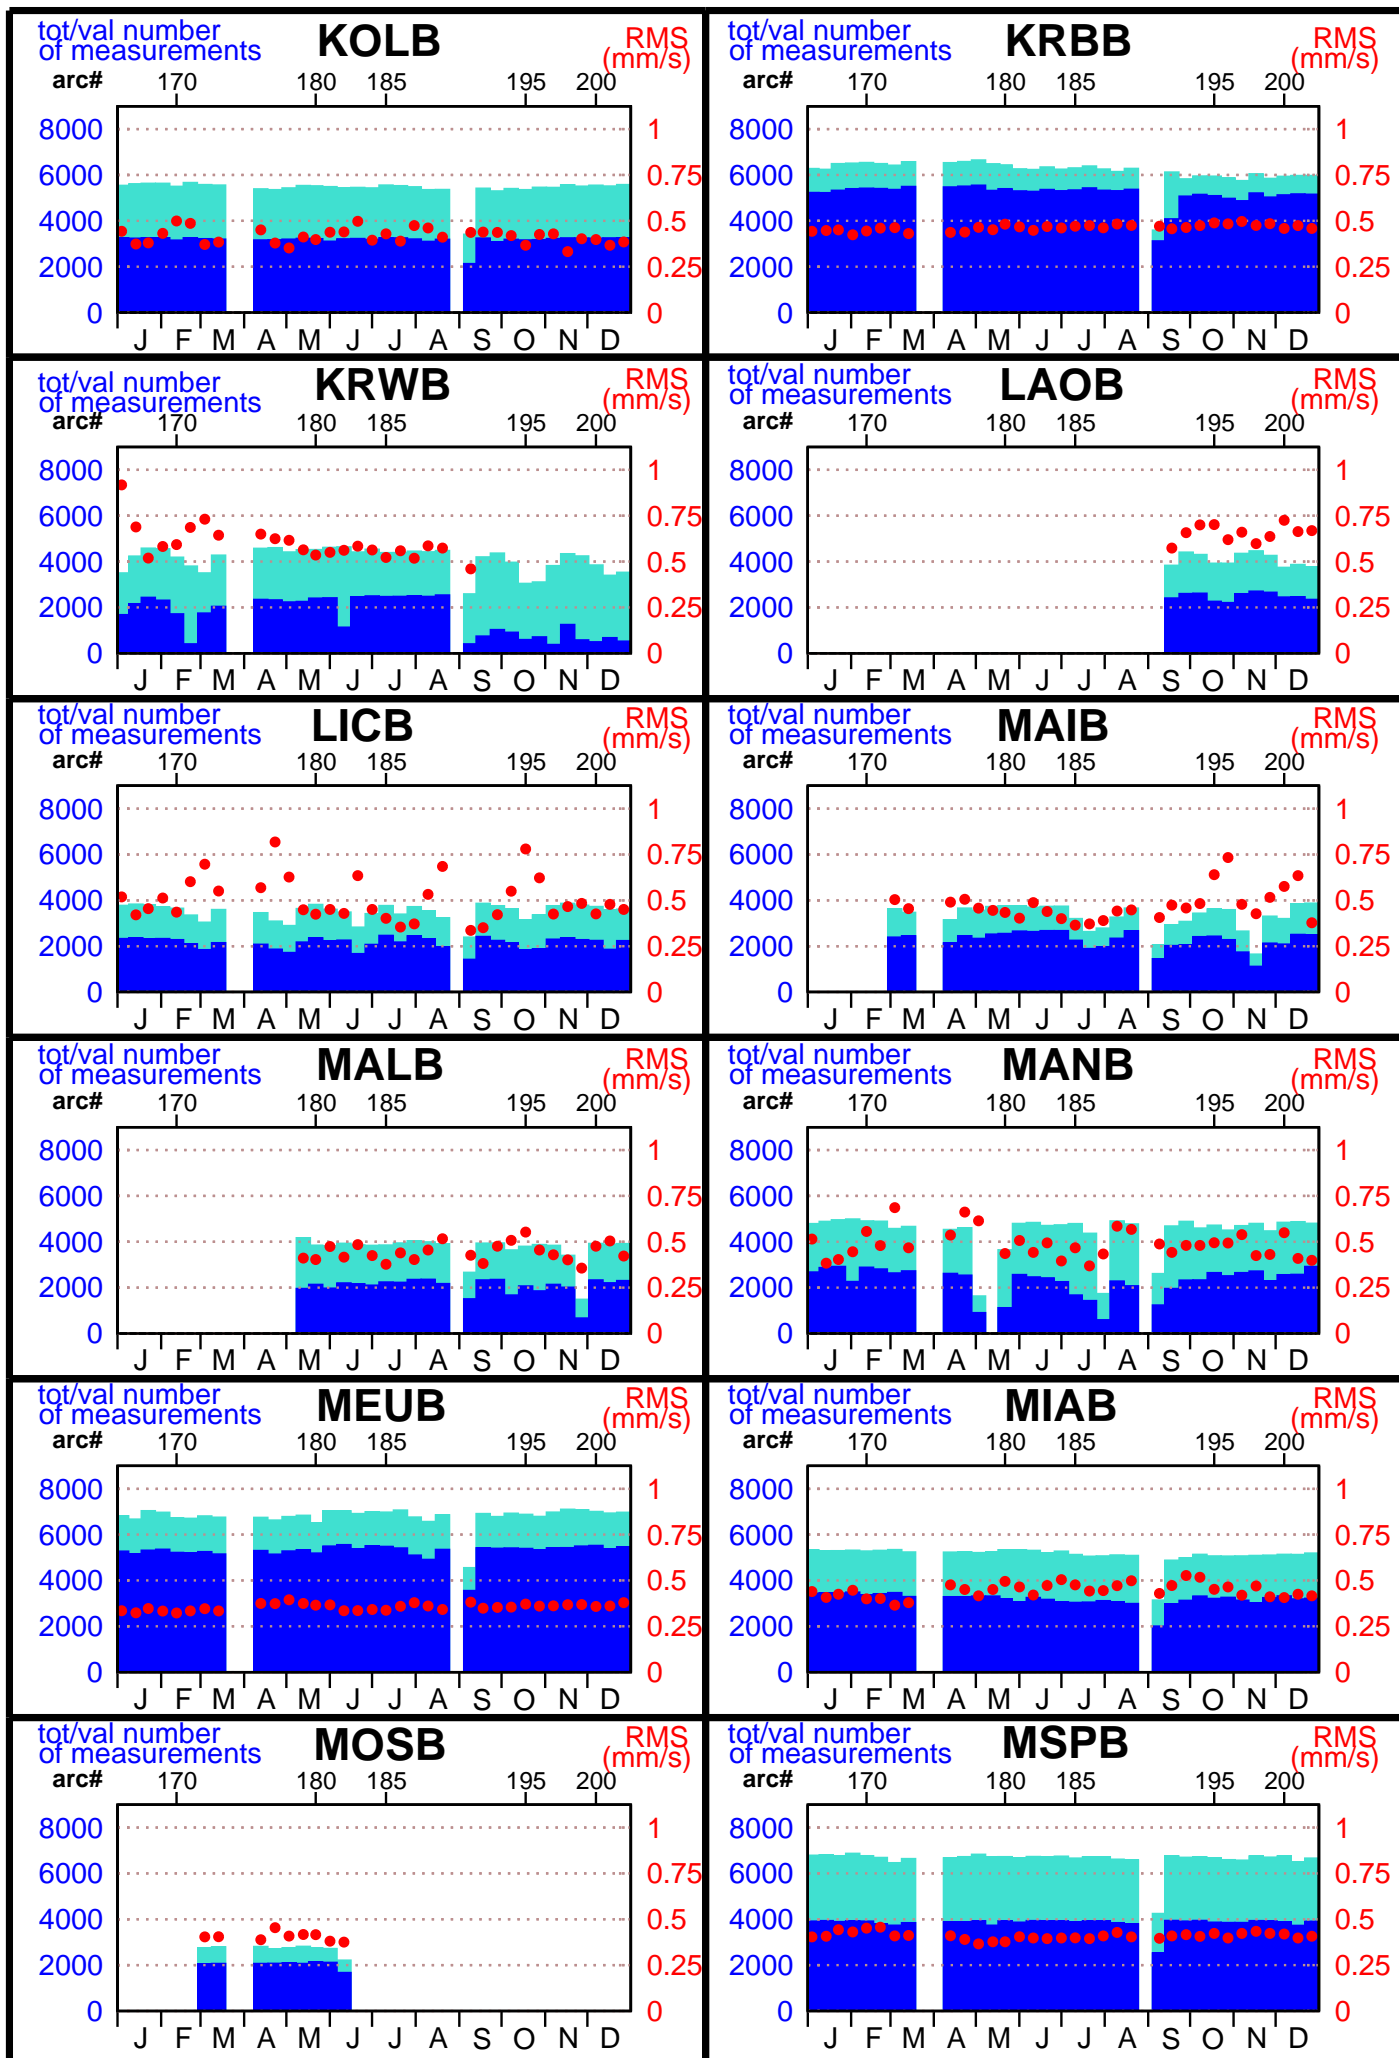 tot/val number KOLB RMS
of measurements (mm/s)
arc# 170 180 185 195 200
8000 1
6000 0.75
4000 0.5
2000 0.25
0 0
J F M A M J J A S O N D
tot/val number KRBB RMS
of measurements (mm/s)
arc# 170 180 185 195 200
8000 1
6000 0.75
4000 0.5
2000 0.25
0 0
J F M A M J J A S O N D
tot/val number KRWB RMS
of measurements (mm/s)
arc# 170 180 185 195 200
8000 1
6000 0.75
4000 0.5
2000 0.25
0 0
J F M A M J J A S O N D
tot/val number LAOB RMS
of measurements (mm/s)
arc# 170 180 185 195 200
8000 1
6000 0.75
4000 0.5
2000 0.25
0 0
J F M A M J J A S O N D
tot/val number LICB RMS
of measurements (mm/s)
arc# 170 180 185 195 200
8000 1
6000 0.75
4000 0.5
2000 0.25
0 0
J F M A M J J A S O N D
tot/val number MAIB RMS
of measurements (mm/s)
arc# 170 180 185 195 200
8000 1
6000 0.75
4000 0.5
2000 0.25
0 0
J F M A M J J A S O N D
tot/val number MALB RMS
of measurements (mm/s)
arc# 170 180 185 195 200
8000 1
6000 0.75
4000 0.5
2000 0.25
0 0
J F M A M J J A S O N D
tot/val number MANB RMS
of measurements (mm/s)
arc# 170 180 185 195 200
8000 1
6000 0.75
4000 0.5
2000 0.25
0 0
J F M A M J J A S O N D
tot/val number MEUB RMS
of measurements (mm/s)
arc# 170 180 185 195 200
8000 1
6000 0.75
4000 0.5
2000 0.25
0 0
J F M A M J J A S O N D
tot/val number MIAB RMS
of measurements (mm/s)
arc# 170 180 185 195 200
8000 1
6000 0.75
4000 0.5
2000 0.25
0 0
J F M A M J J A S O N D
tot/val number MOSB RMS
of measurements (mm/s)
arc# 170 180 185 195 200
8000 1
6000 0.75
4000 0.5
2000 0.25
0 0
J F M A M J J A S O N D
tot/val number MSPB RMS
of measurements (mm/s)
arc# 170 180 185 195 200
8000 1
6000 0.75
4000 0.5
2000 0.25
0 0
J F M A M J J A S O N D